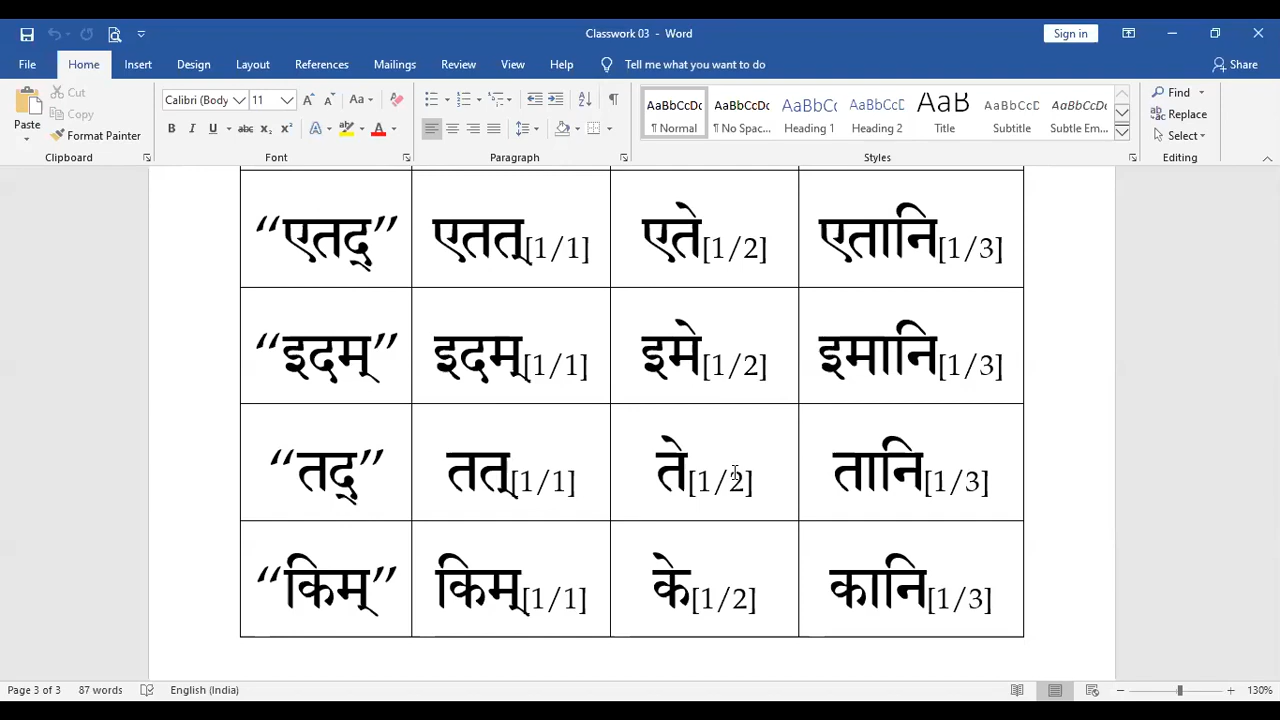 Classwork 03 - Word
Sign in
File Home Insert Design Layout References Mailings Review View Help Tell me what you want to do Share
Paste Cut Copy Format Painter
Calibri (Body 11
AaBbCcDc AaBbCcDc AaBbCc AaBbCcD AaB AaBbCcD AaBbCcDc
¶ Normal ¶ No Spac... Heading 1 Heading 2 Title Subtitle Subtle Em...
Find Replace Select
Clipboard Font Paragraph Styles Editing
“एतद्” एतत्[1/1] एते[1/2] एतानि[1/3]
“इदम्” इदम्[1/1] इमे[1/2] इमानि[1/3]
“तद्” तत्[1/1] ते[1/2] तानि[1/3]
“किम्” किम्[1/1] के[1/2] कानि[1/3]
Page 3 of 3 87 words English (India) 130%